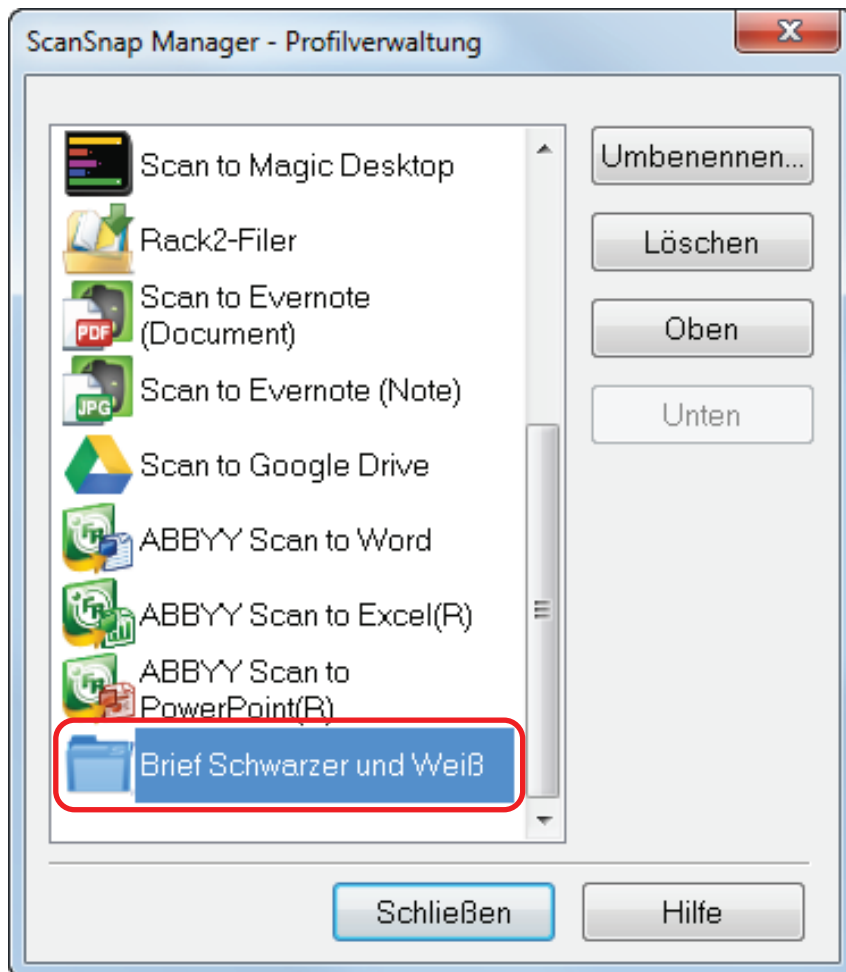 ScanSnap Manager - Profilverwaltung
Scan to Magic Desktop
Rack2-Filer
Scan to Evernote
(Document)
PDF
Scan to Evernote (Note)
JPG
Scan to Google Drive
ABBYY Scan to Word
ABBYY Scan to Excel(R)
ABBYY Scan to
PowerPoint(R)
Brief Schwarzer und Weiß
Umbenennen...
Löschen
Oben
Unten
Schließen
Hilfe